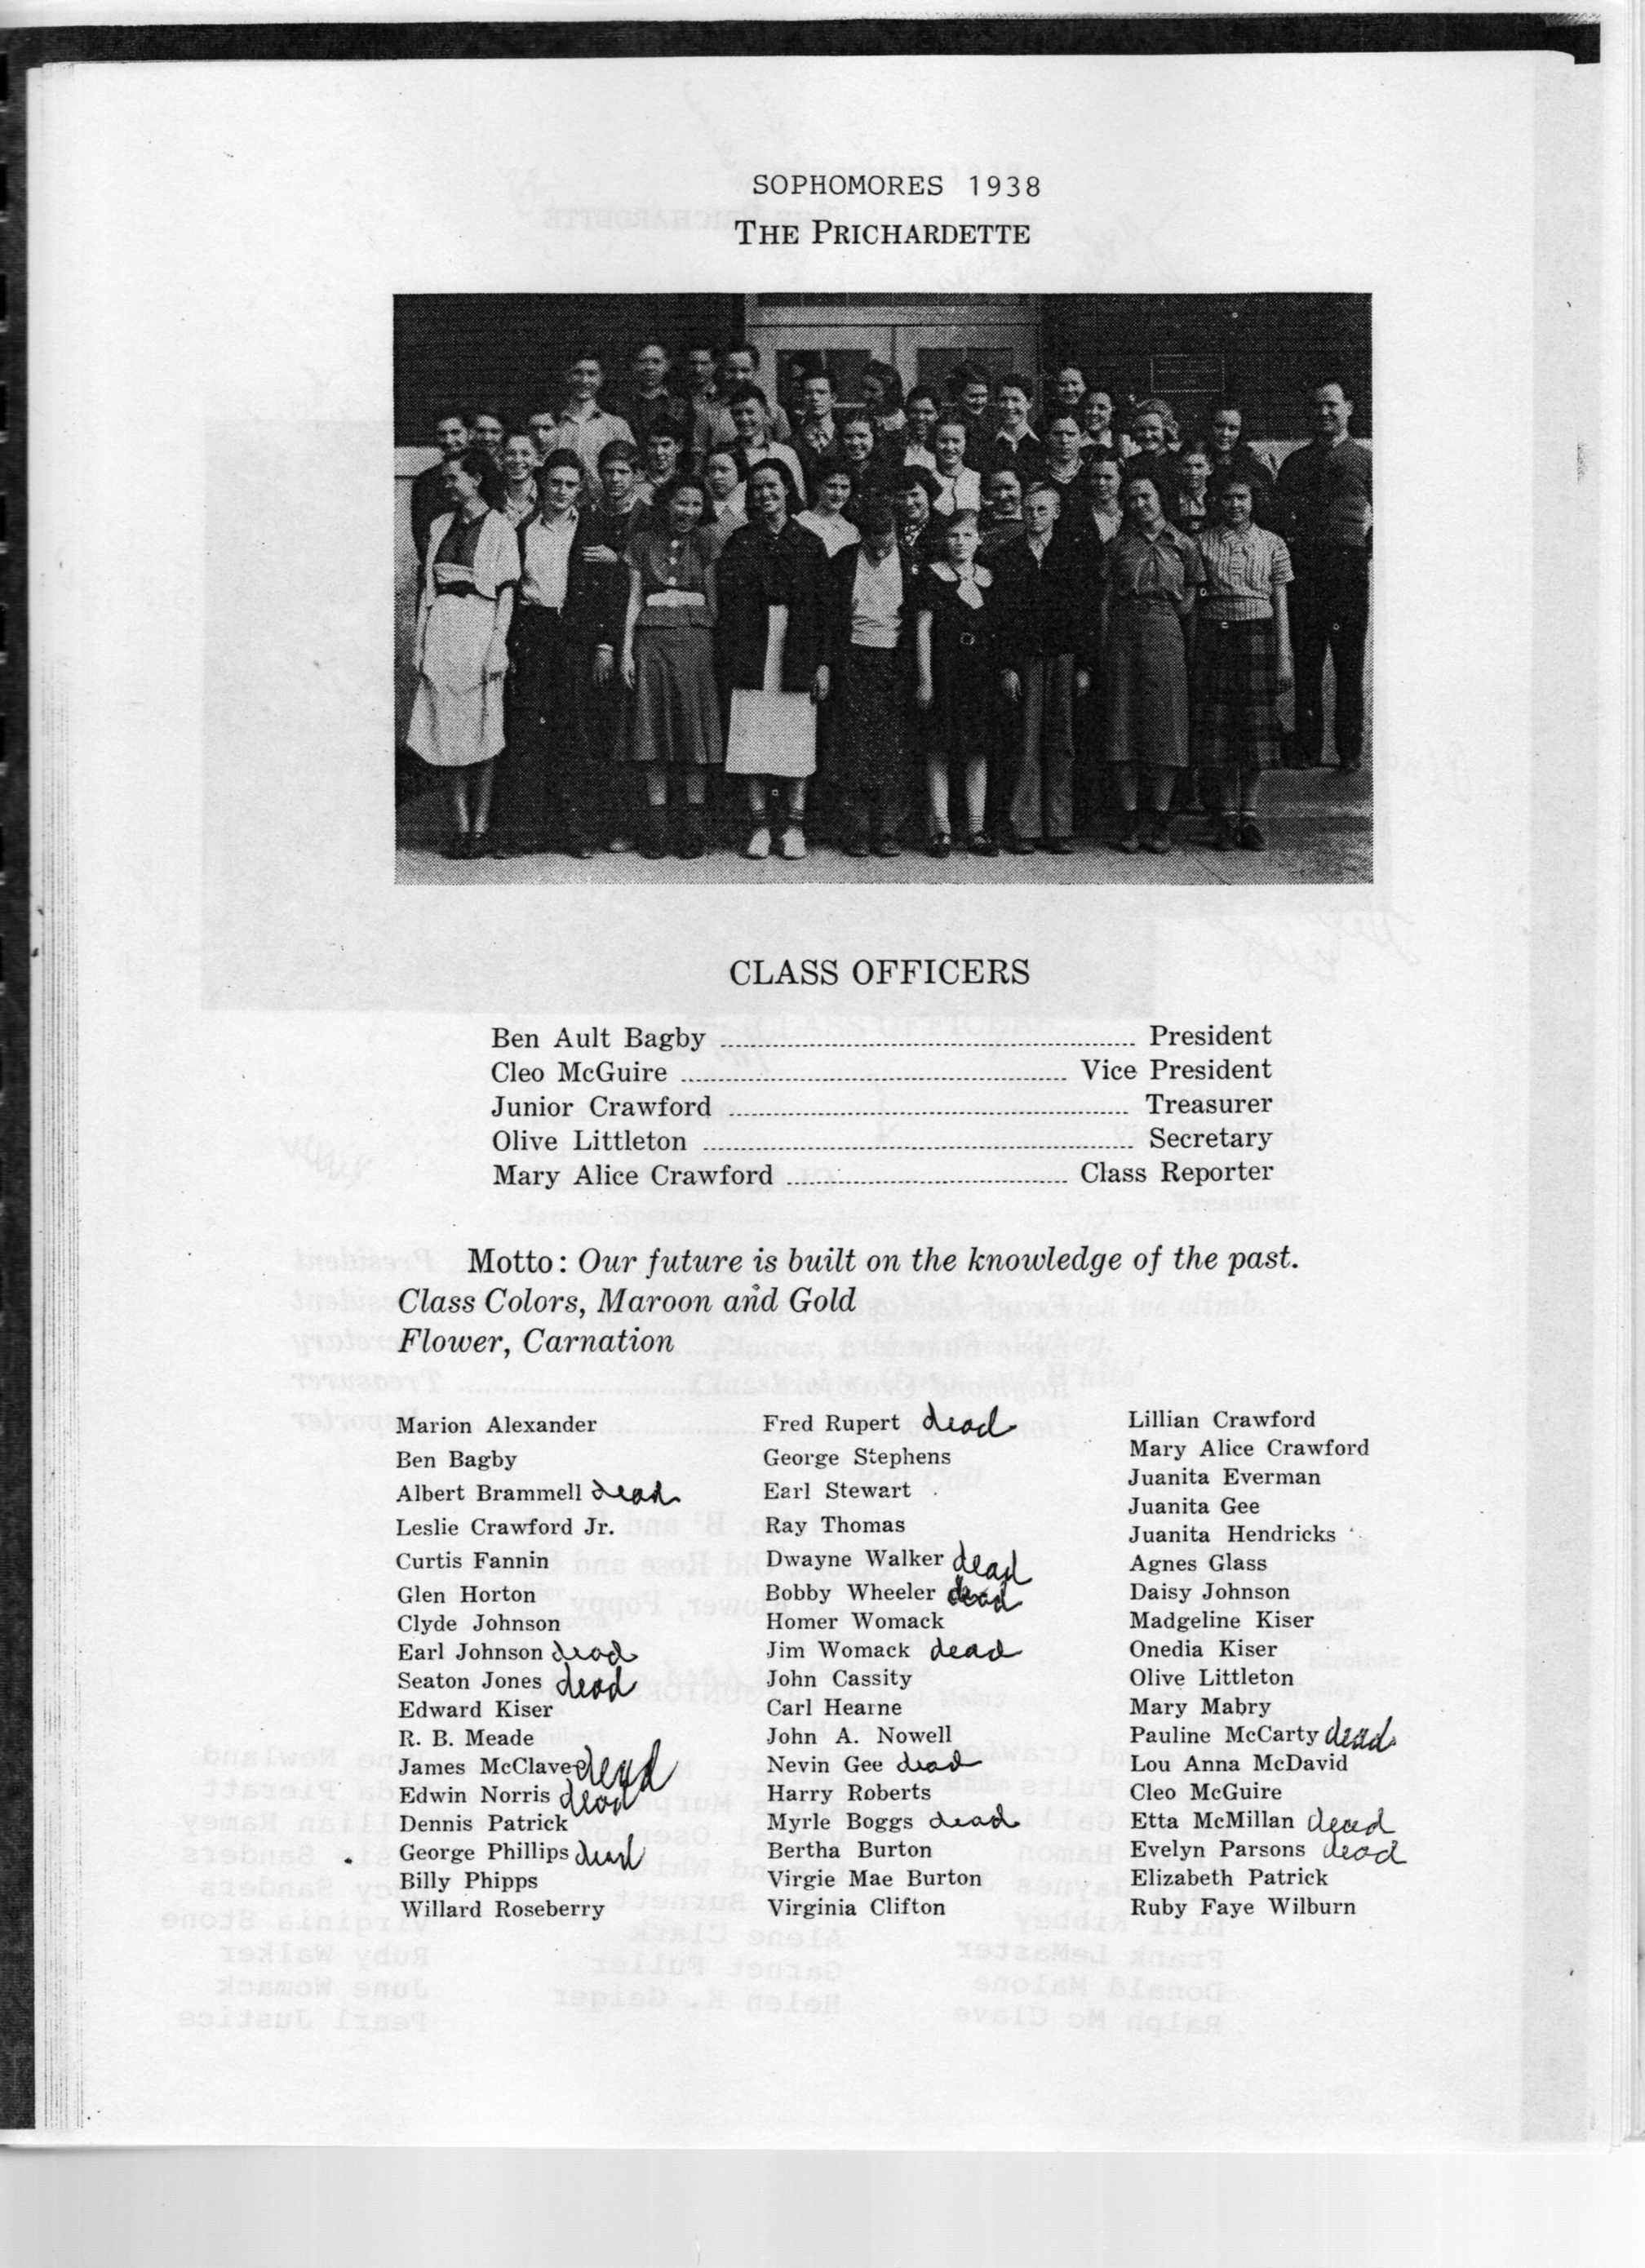 SOPHOMORES 1938
THE PRICHARDETTE
CLASS OFFICERS
Ben Ault Bagby ........ President
Cleo McGuire ........ Vice President
Junior Crawford ........ Treasurer
Olive Littleton ........ Secretary
Mary Alice Crawford ........ Class Reporter
Motto: Our future is built on the knowledge of the past.
Class Colors, Maroon and Gold
Flower, Carnation
Marion Alexander
Ben Bagby
Albert Brammell dead
Leslie Crawford Jr.
Curtis Fannin
Glen Horton
Clyde Johnson
Earl Johnson dead
Seaton Jones dead
Edward Kiser
R. B. Meade
James McClave dead
Edwin Norris dead
Dennis Patrick
George Phillips dead
Billy Phipps
Willard Roseberry
Fred Rupert dead
George Stephens
Earl Stewart
Ray Thomas
Dwayne Walker dead
Bobby Wheeler dead
Homer Womack
Jim Womack dead
John Cassity
Carl Hearne
John A. Nowell
Nevin Gee dead
Harry Roberts
Myrle Boggs dead
Bertha Burton
Virgie Mae Burton
Virginia Clifton
Lillian Crawford
Mary Alice Crawford
Juanita Everman
Juanita Gee
Juanita Hendricks
Agnes Glass
Daisy Johnson
Madgeline Kiser
Onedia Kiser
Olive Littleton
Mary Mabry
Pauline McCarty dead
Lou Anna McDavid
Cleo McGuire
Etta McMillan dead
Evelyn Parsons dead
Elizabeth Patrick
Ruby Faye Wilburn